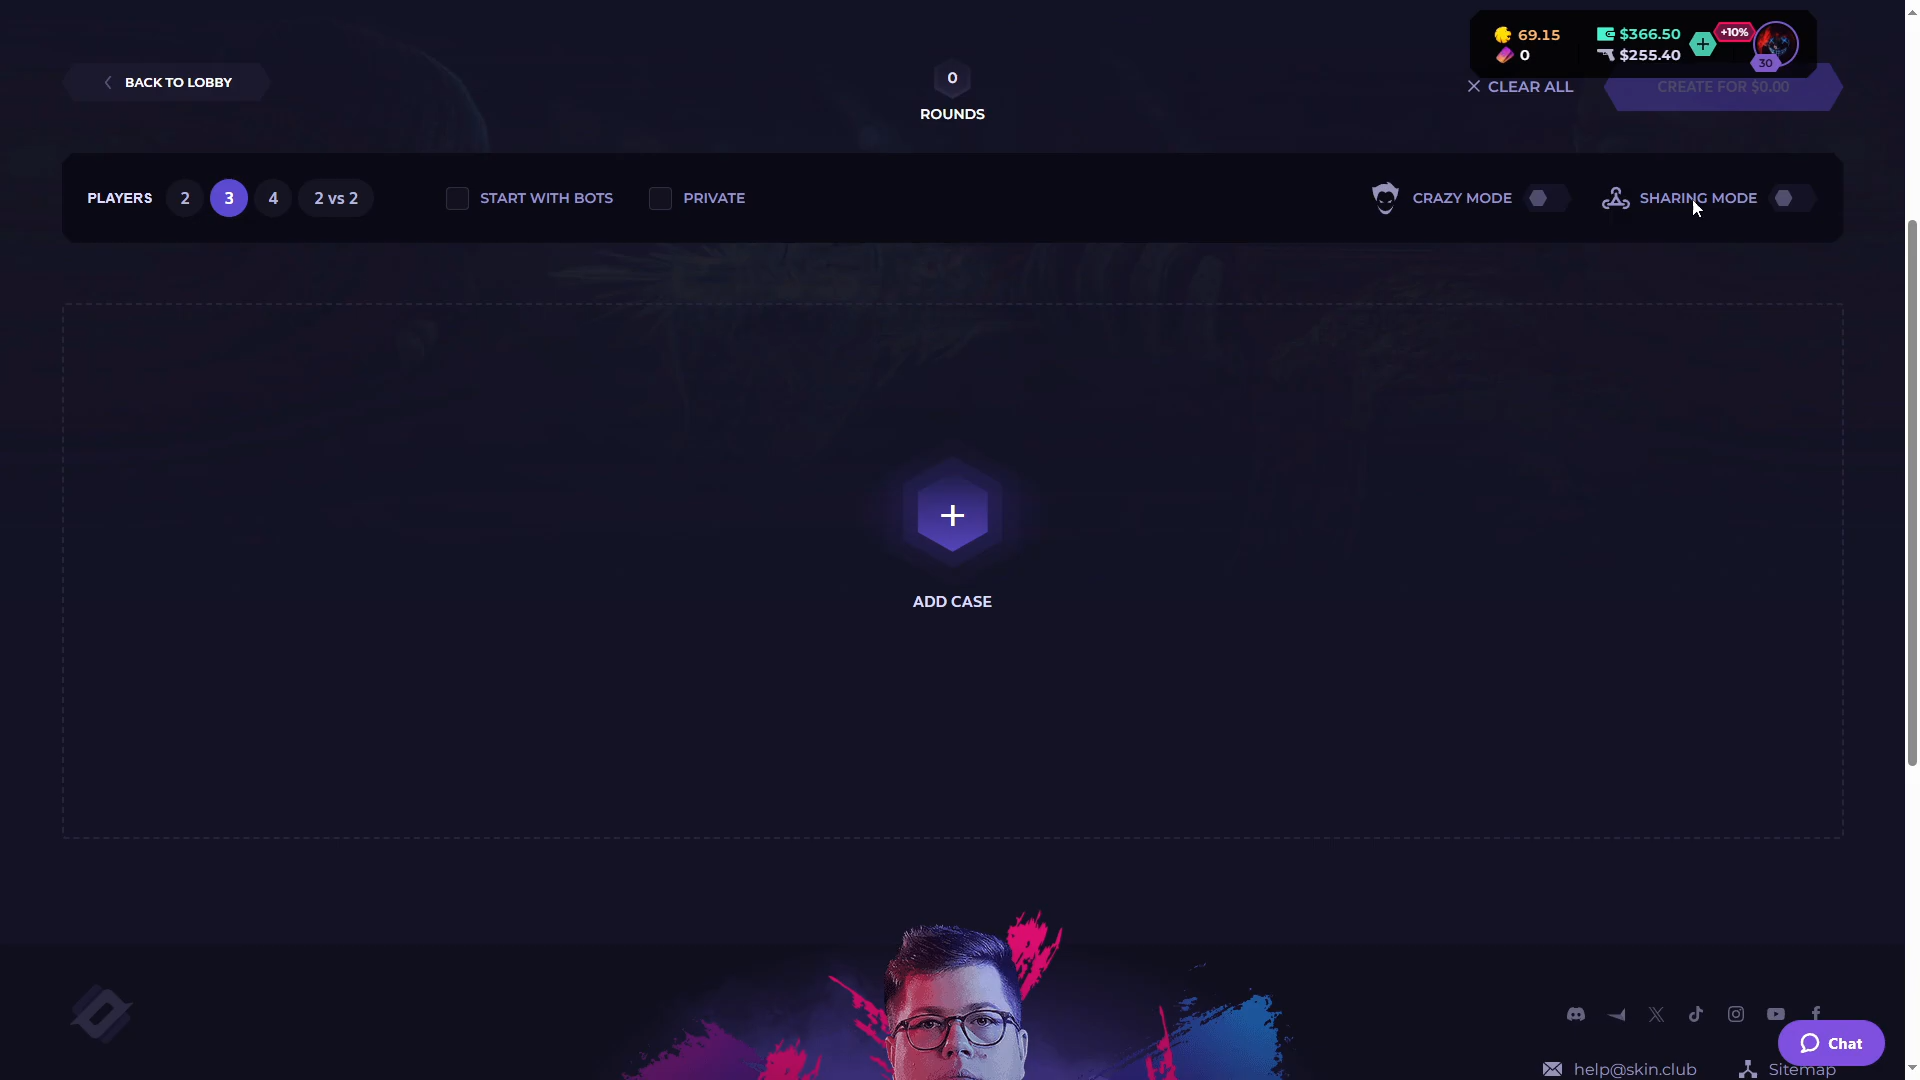 69.15
$366.50
+10%
0
$255.40
30
BACK TO LOBBY
0
ROUNDS
CLEAR ALL
CREATE FOR $0.00
PLAYERS
2
3
4
2 vs 2
START WITH BOTS
PRIVATE
CRAZY MODE
SHARING MODE
ADD CASE
Chat
help@skin.club
Sitemap